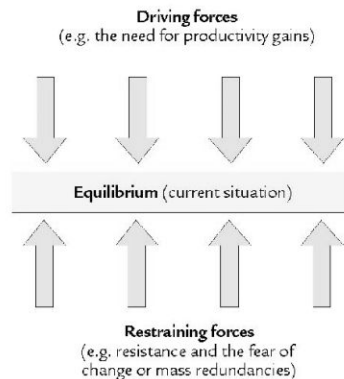 Driving forces
(e.g. the need for productivity gains)
Equilibrium (current situation)
Restraining forces
(e.g. resistance and the fear of
change or mass redundancies)